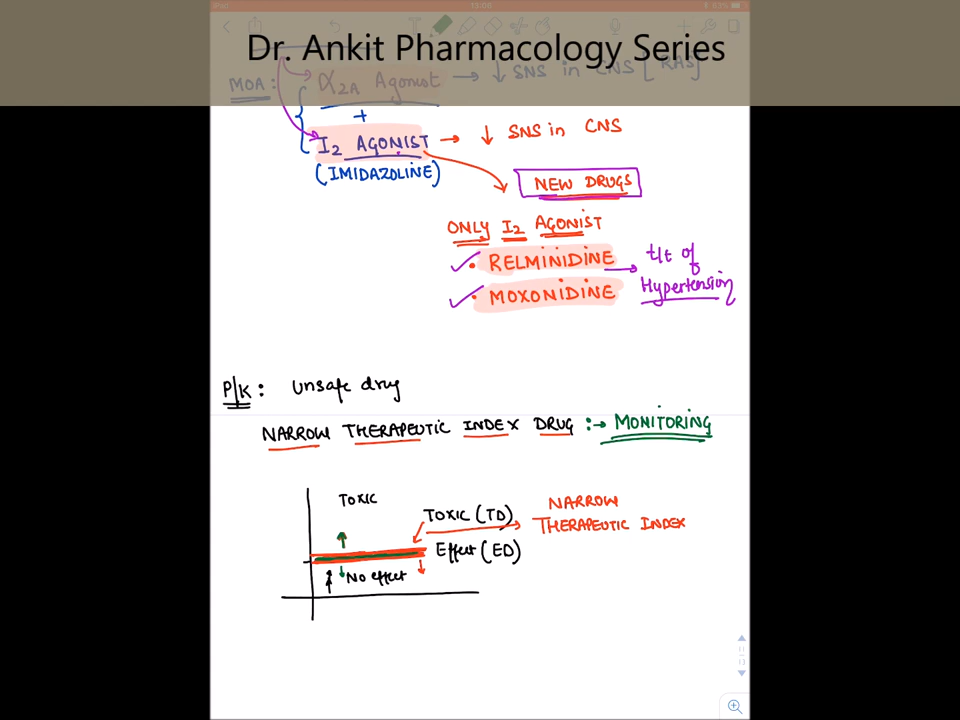 Dr. Ankit Pharmacology Series
MOA: α2A Agonist → ↓ SNS in CNS [RAS]
+
I2 AGONIST → ↓ SNS in CNS
(IMIDAZOLINE)
NEW DRUGS
ONLY I2 AGONIST
• RELMINIDINE → t/t of
• MOXONIDINE Hypertension
P/K: Unsafe drug
NARROW THERAPEUTIC INDEX DRUG :→ MONITORING
TOXIC
TOXIC (TD) → NARROW
THERAPEUTIC INDEX
Effect (ED)
No effect